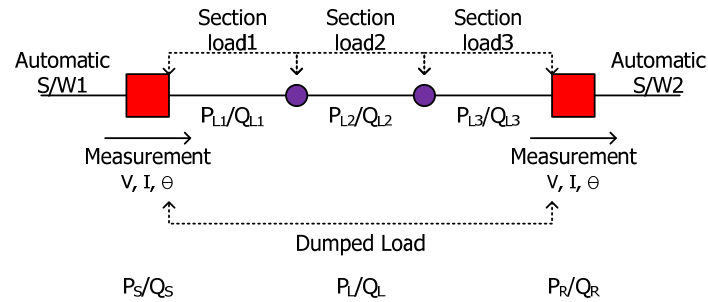 Section load1
Section load2
Section load3
Automatic S/W1
Automatic S/W2
PL1/QL1
PL2/QL2
PL3/QL3
Measurement
V, I, θ
Measurement
V, I, θ
Dumped Load
PS/QS
PL/QL
PR/QR